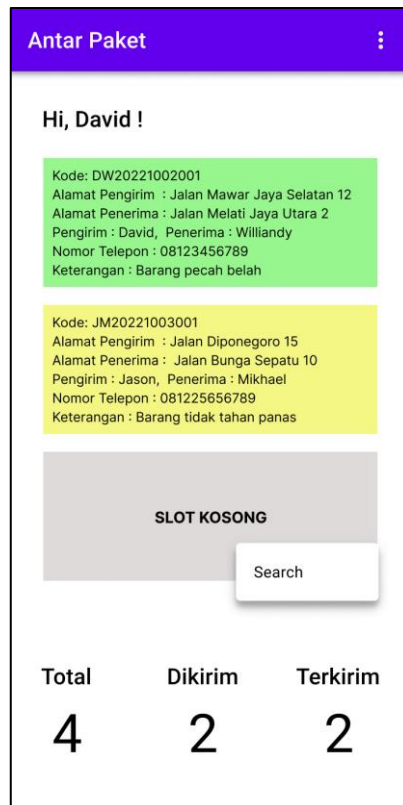 Antar Paket
Hi, David !
Kode: DW20221002001
Alamat Pengirim : Jalan Mawar Jaya Selatan 12
Alamat Penerima : Jalan Melati Jaya Utara 2
Pengirim : David, Penerima : Williandy
Nomor Telepon : 08123456789
Keterangan : Barang pecah belah
Kode: JM20221003001
Alamat Pengirim : Jalan Diponegoro 15
Alamat Penerima : Jalan Bunga Sepatu 10
Pengirim : Jason, Penerima : Mikhael
Nomor Telepon : 081225656789
Keterangan : Barang tidak tahan panas
SLOT KOSONG
Search
Total Dikirim Terkirim
4 2 2